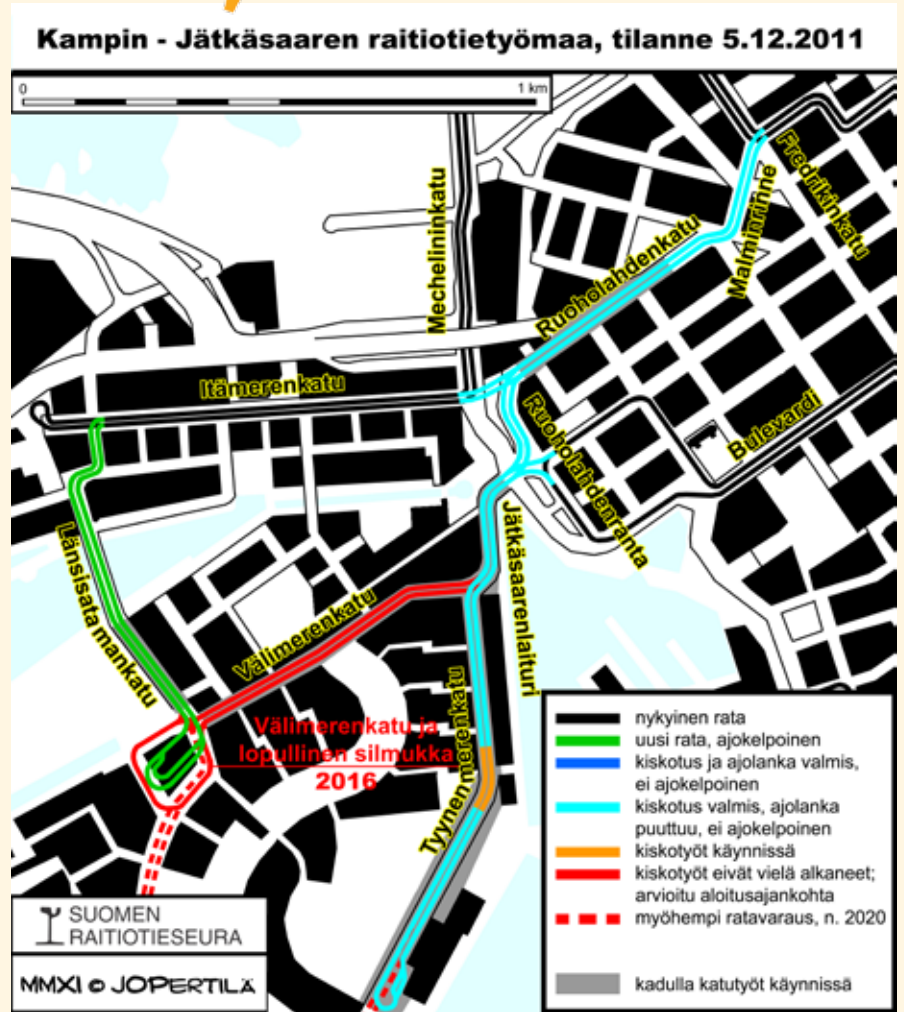 Kampin - Jätkäsaaren raitiotietyömaa, tilanne 5.12.2011
0
1 km
Mechelininkatu
Fredrikinkatu
Malminrinne
Ruoholahdenkatu
Itämerenkatu
Ruoholahdenranta
Bulevardi
Länsisatamankatu
Jätkäsaarenlaituri
Välimerenkatu
Tyynenmerenkatu
Välimerenkatu ja
lopullinen silmukka
2016
nykyinen rata
uusi rata, ajokelpoinen
kiskotus ja ajolanka valmis,
ei ajokelpoinen
kiskotus valmis, ajolanka
puuttuu, ei ajokelpoinen
kiskotyöt käynnissä
kiskotyöt eivät vielä alkaneet;
arvioitu aloitusajankohta
myöhempi ratavaraus, n. 2020
kadulla katutyöt käynnissä
SUOMEN
RAITIOTIESEURA
MMXI © JOPERTILÄ